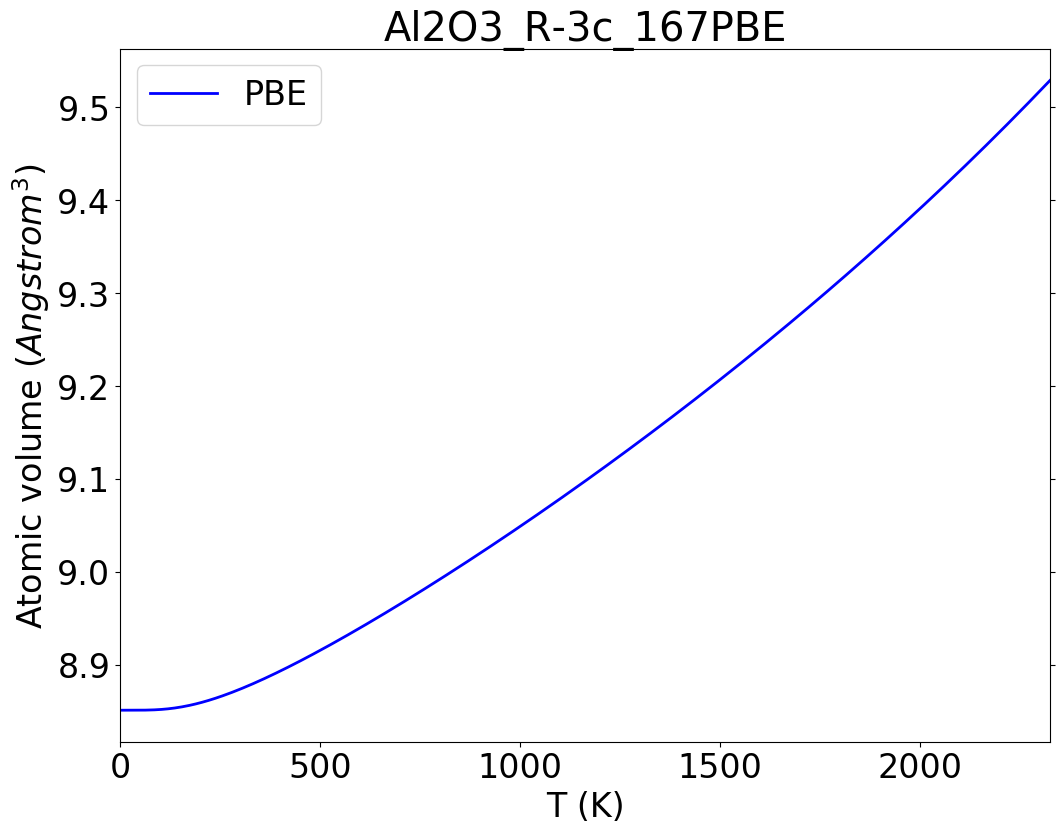 Al2O3_R-3c_167PBE
PBE
Atomic volume (Angstrom³)
9.5
9.4
9.3
9.2
9.1
9.0
8.9
0 500 1000 1500 2000
T (K)